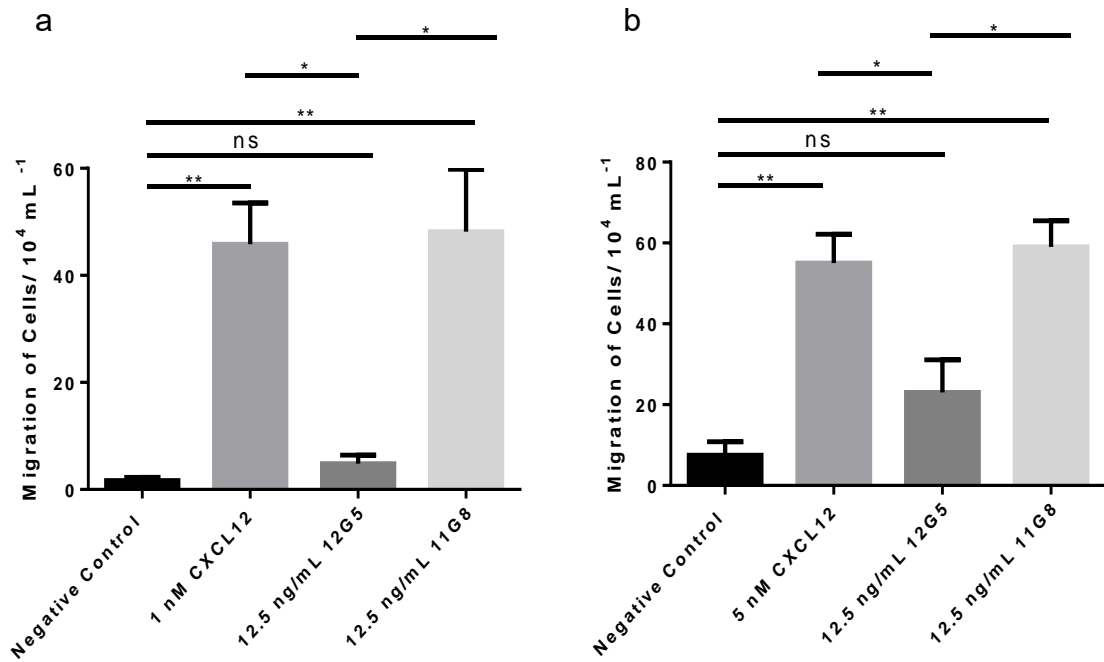 a
*
*
**
ns
**
60
40
20
0
Migration of Cells/ 10⁴ mL⁻¹
Negative Control
1 nM CXCL12
12.5 ng/mL 12G5
12.5 ng/mL 11G8
b
*
*
**
ns
**
80
60
40
20
0
Migration of Cells/ 10⁴ mL⁻¹
Negative Control
5 nM CXCL12
12.5 ng/mL 12G5
12.5 ng/mL 11G8